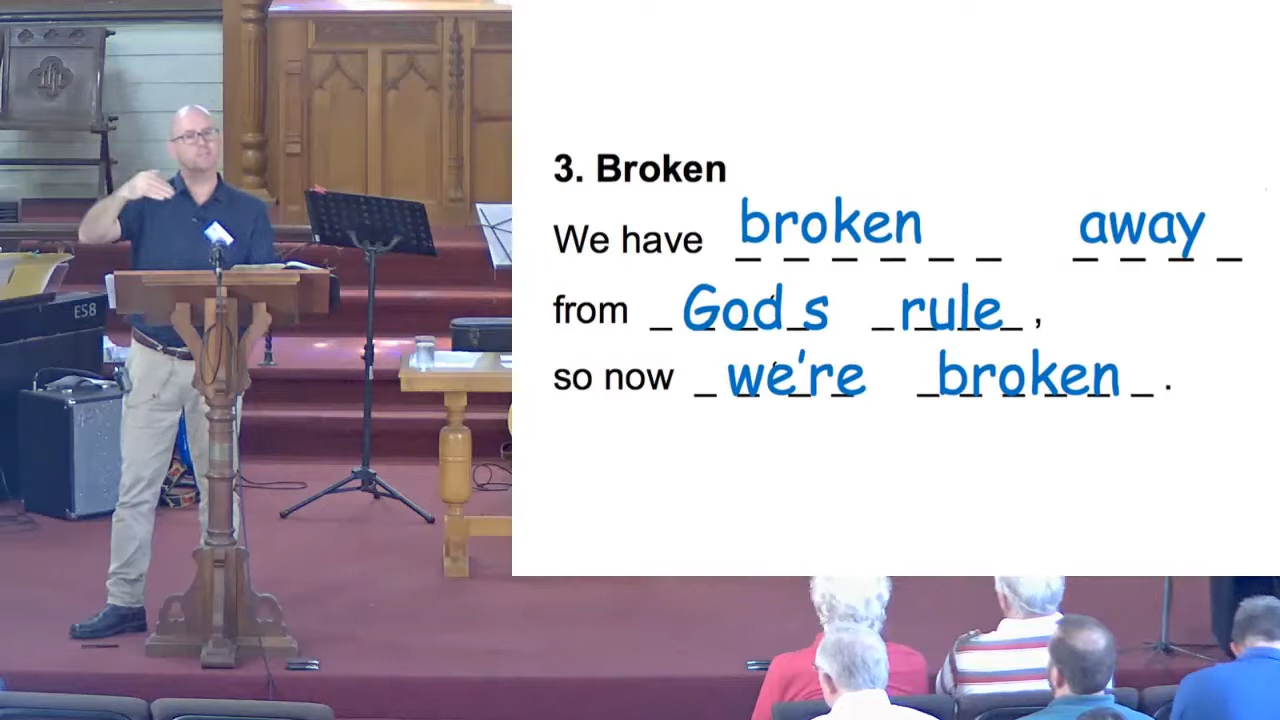 3. Broken
We have broken away
from God's rule,
so now we're broken.
ES8